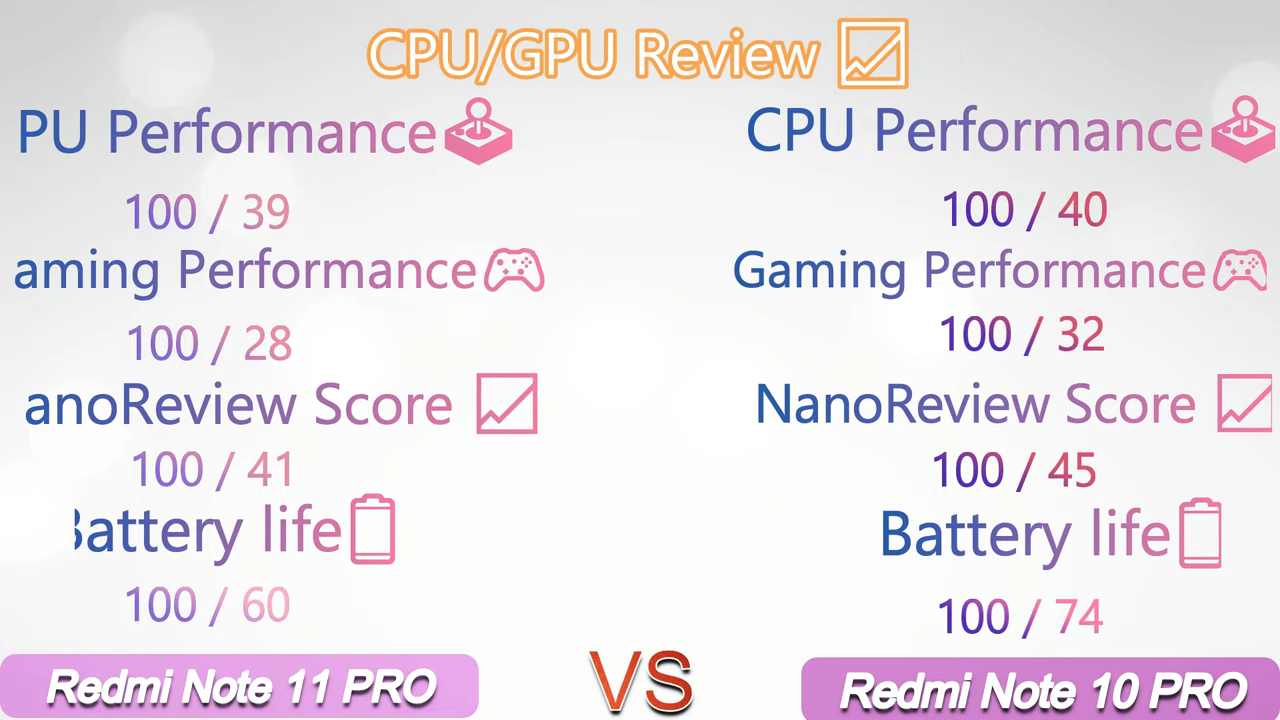 CPU/GPU Review
PU Performance
100 / 39
aming Performance
100 / 28
anoReview Score
100 / 41
Battery life
100 / 60
Redmi Note 11 PRO
VS
CPU Performance
100 / 40
Gaming Performance
100 / 32
NanoReview Score
100 / 45
Battery life
100 / 74
Redmi Note 10 PRO